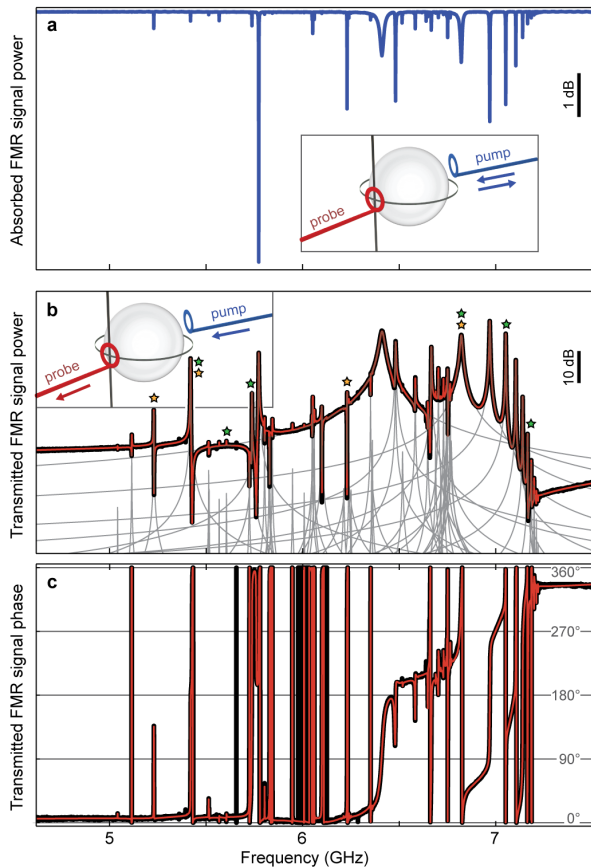 a
Absorbed FMR signal power
1 dB
pump
probe
b
Transmitted FMR signal power
pump
probe
10 dB
c
Transmitted FMR signal phase
360°
270°
180°
90°
0°
5
6
7
Frequency (GHz)